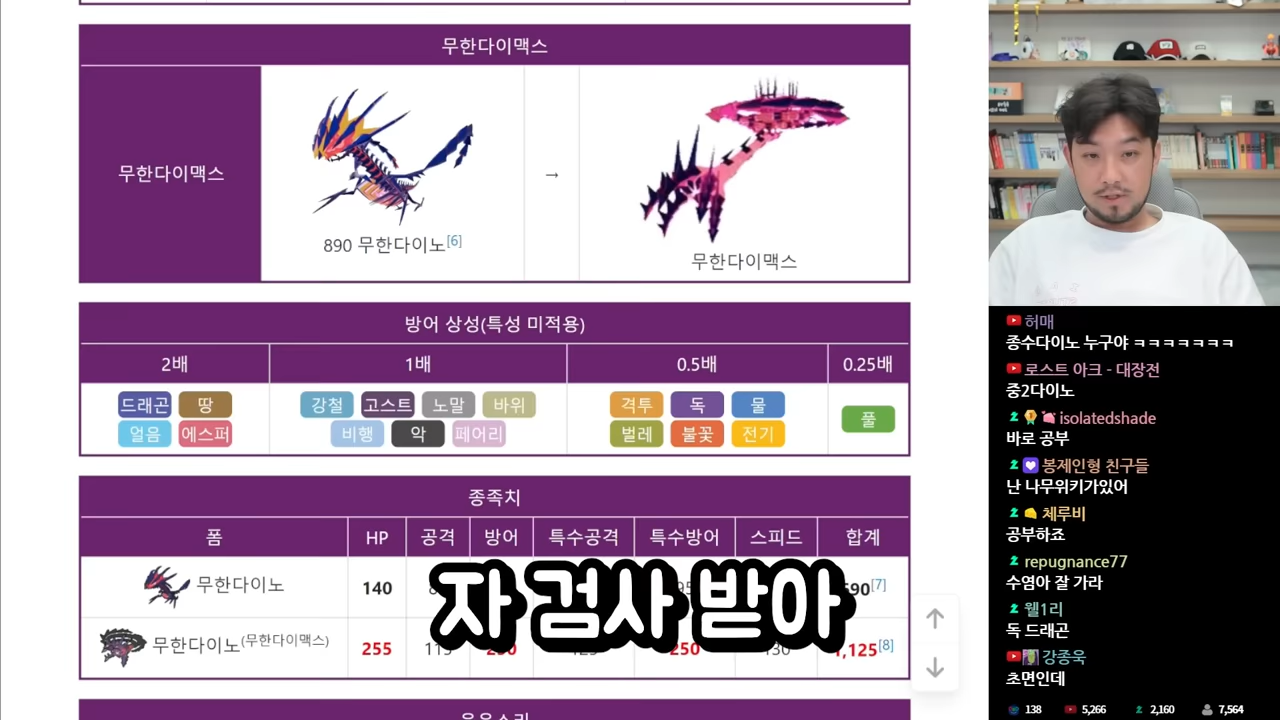 무한다이맥스
무한다이맥스
890 무한다이노[6]
→
무한다이맥스
방어 상성(특성 미적용)
2배 1배 0.5배 0.25배
드래곤 땅 강철 고스트 노말 바위 격투 독 물 풀
얼음 에스퍼 비행 악 페어리 벌레 불꽃 전기
종족치
폼 HP 공격 방어 특수공격 특수방어 스피드 합계
무한다이노 140 [7]
무한다이노(무한다이맥스) 255 115 250 125 250 130 1,125[8]
자 검사 받아
허매
종수다이노 누구야 ㅋㅋㅋㅋㅋㅋㅋ
로스트 아크 - 대장전
중2다이노
isolatedshade
바로 공부
봉제인형 친구들
난 나무위키가있어
체루비
공부하죠
repugnance77
수염아 잘 가라
웰1리
독 드래곤
강종욱
초면인데
138 5,266 2,160 7,564